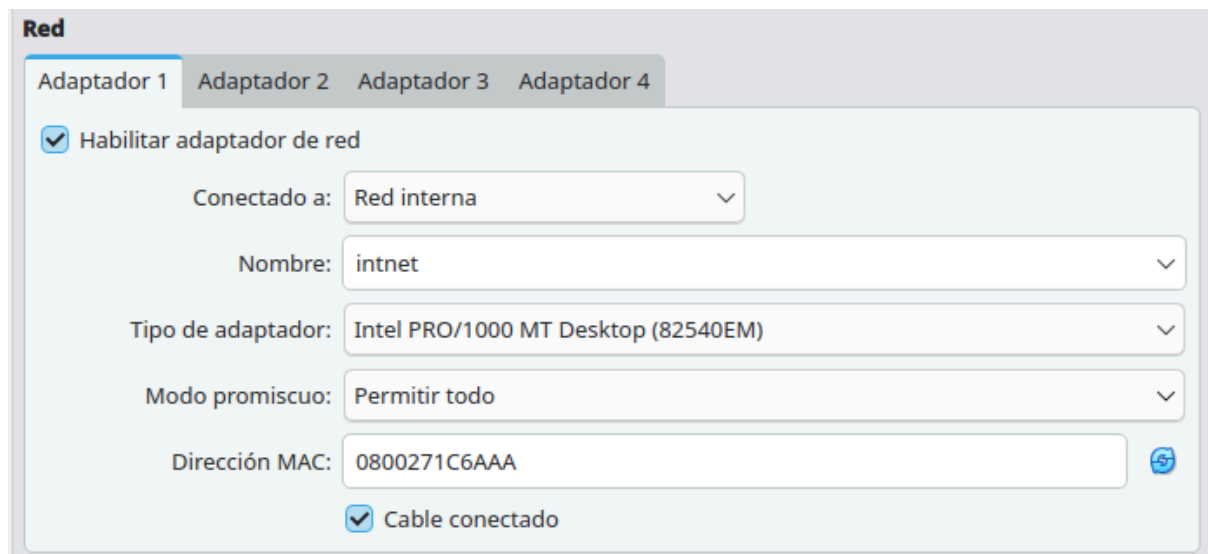 Red
Adaptador 1 Adaptador 2 Adaptador 3 Adaptador 4
Habilitar adaptador de red
Conectado a: Red interna
Nombre: intnet
Tipo de adaptador: Intel PRO/1000 MT Desktop (82540EM)
Modo promiscuo: Permitir todo
Dirección MAC: 0800271C6AAA
Cable conectado